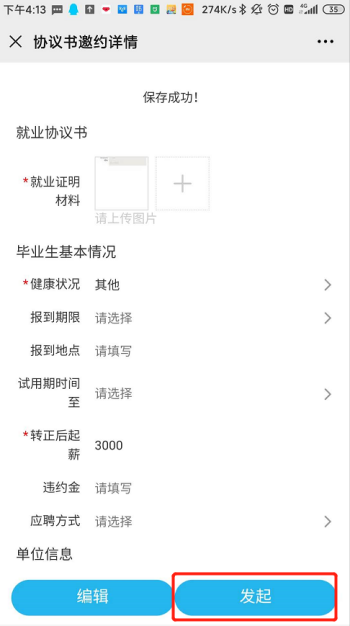 下午4:13 274K/s 4G 35
协议书邀约详情
保存成功！
就业协议书
*就业证明
材料
请上传图片
毕业生基本情况
*健康状况 其他
报到期限 请选择
报到地点 请填写
试用期时间
至 请选择
*转正后起
薪 3000
违约金 请填写
应聘方式 请选择
单位信息
编辑 发起